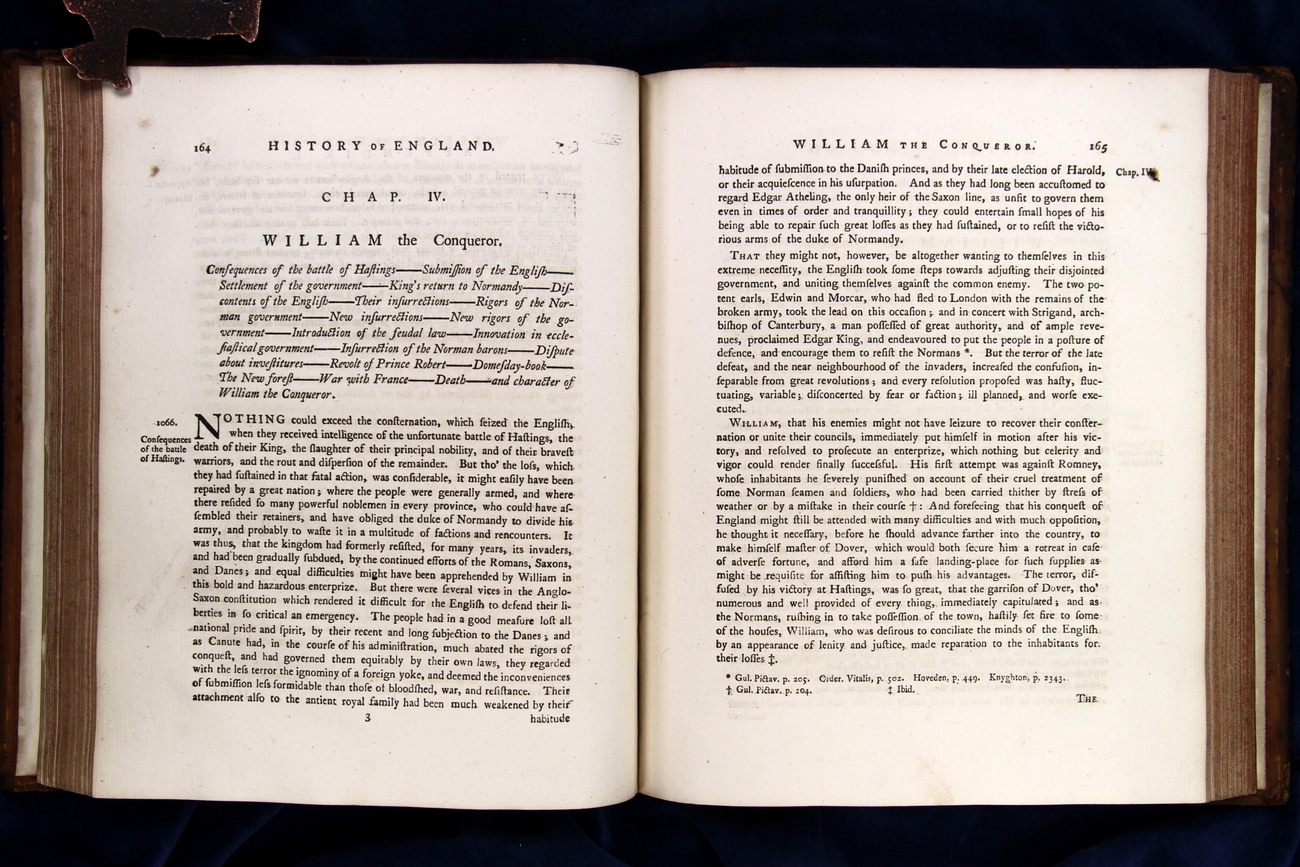 164 HISTORY OF ENGLAND.
CHAP. IV.
WILLIAM the Conqueror.
Conſequences of the battle of Haſtings——Submiſſion of the Engliſh——
Settlement of the government——King's return to Normandy——Diſ-
contents of the Engliſh——Their inſurrections——Rigors of the Nor-
man government——New inſurrections——New rigors of the go-
vernment——Introduction of the feudal law——Innovation in eccle-
ſiaſtical government——Inſurrection of the Norman barons——Diſpute
about inveſtitures——Revolt of Prince Robert——Domeſday-book——
The New foreſt——War with France——Death——and character of
William the Conqueror.
1066.
Conſequences
of the battle
of Haſtings.
NOTHING could exceed the conſternation, which ſeized the Engliſh,
when they received intelligence of the unfortunate battle of Haſtings, the
death of their King, the ſlaughter of their principal nobility, and of their braveſt
warriors, and the rout and diſperſion of the remainder. But tho' the loſs, which
they had ſuſtained in that fatal action, was conſiderable, it might eaſily have been
repaired by a great nation; where the people were generally armed, and where
there reſided ſo many powerful noblemen in every province, who could have aſ-
ſembled their retainers, and have obliged the duke of Normandy to divide his
army, and probably to waſte it in a multitude of factions and rencounters. It
was thus, that the kingdom had formerly reſiſted, for many years, its invaders,
and had been gradually ſubdued, by the continued efforts of the Romans, Saxons,
and Danes; and equal difficulties might have been apprehended by William in
this bold and hazardous enterprize. But there were ſeveral vices in the Anglo-
Saxon conſtitution which rendered it difficult for the Engliſh to defend their li-
berties in ſo critical an emergency. The people had in a good meaſure loſt all
national pride and ſpirit, by their recent and long ſubjection to the Danes; and
as Canute had, in the courſe of his adminiſtration, much abated the rigors of
conqueſt, and had governed them equitably by their own laws, they regarded
with the leſs terror the ignominy of a foreign yoke, and deemed the inconveniences
of ſubmiſſion leſs formidable than thoſe of bloodſhed, war, and reſiſtance. Their
attachment alſo to the antient royal family had been much weakened by their
3 habitude
WILLIAM THE CONQUEROR. 165
Chap. IV.
habitude of ſubmiſſion to the Daniſh princes, and by their late election of Harold,
or their acquieſcence in his uſurpation. And as they had long been accuſtomed to
regard Edgar Atheling, the only heir of the Saxon line, as unfit to govern them
even in times of order and tranquillity; they could entertain ſmall hopes of his
being able to repair ſuch great loſſes as they had ſuſtained, or to reſiſt the victo-
rious arms of the duke of Normandy.
THAT they might not, however, be altogether wanting to themſelves in this
extreme neceſſity, the Engliſh took ſome ſteps towards adjuſting their disjointed
government, and uniting themſelves againſt the common enemy. The two po-
tent earls, Edwin and Morcar, who had fled to London with the remains of the
broken army, took the lead on this occaſion; and in concert with Strigand, arch-
biſhop of Canterbury, a man poſſeſſed of great authority, and of ample reve-
nues, proclaimed Edgar King, and endeavoured to put the people in a poſture of
defence, and encourage them to reſiſt the Normans *. But the terror of the late
defeat, and the near neighbourhood of the invaders, increaſed the confuſion, in-
ſeparable from great revolutions; and every reſolution propoſed was haſty, fluc-
tuating, variable; diſconcerted by fear or faction; ill planned, and worſe exe-
cuted.
WILLIAM, that his enemies might not have leizure to recover their conſter-
nation or unite their councils, immediately put himſelf in motion after his vic-
tory, and reſolved to proſecute an enterprize, which nothing but celerity and
vigor could render finally ſucceſsful. His firſt attempt was againſt Romney,
whoſe inhabitants he ſeverely puniſhed on account of their cruel treatment of
ſome Norman ſeamen and ſoldiers, who had been carried thither by ſtreſs of
weather or by a miſtake in their courſe †: And foreſeeing that his conqueſt of
England might ſtill be attended with many difficulties and with much oppoſition,
he thought it neceſſary, before he ſhould advance farther into the country, to
make himſelf maſter of Dover, which would both ſecure him a retreat in caſe
of adverſe fortune, and afford him a ſafe landing-place for ſuch ſupplies as
might be requiſite for aſſiſting him to puſh his advantages. The terror, dif-
fuſed by his victory at Haſtings, was ſo great, that the garriſon of Dover, tho'
numerous and well provided of every thing, immediately capitulated; and as
the Normans, ruſhing in to take poſſeſſion of the town, haſtily ſet fire to ſome
of the houſes, William, who was deſirous to conciliate the minds of the Engliſh
by an appearance of lenity and juſtice, made reparation to the inhabitants for
their loſſes ‡.
* Gul. Pictav. p. 205. Order. Vitalis, p. 502. Hoveden, p. 449. Knyghton, p. 2343.
† Gul. Pictav. p. 204. ‡ Ibid.
THE